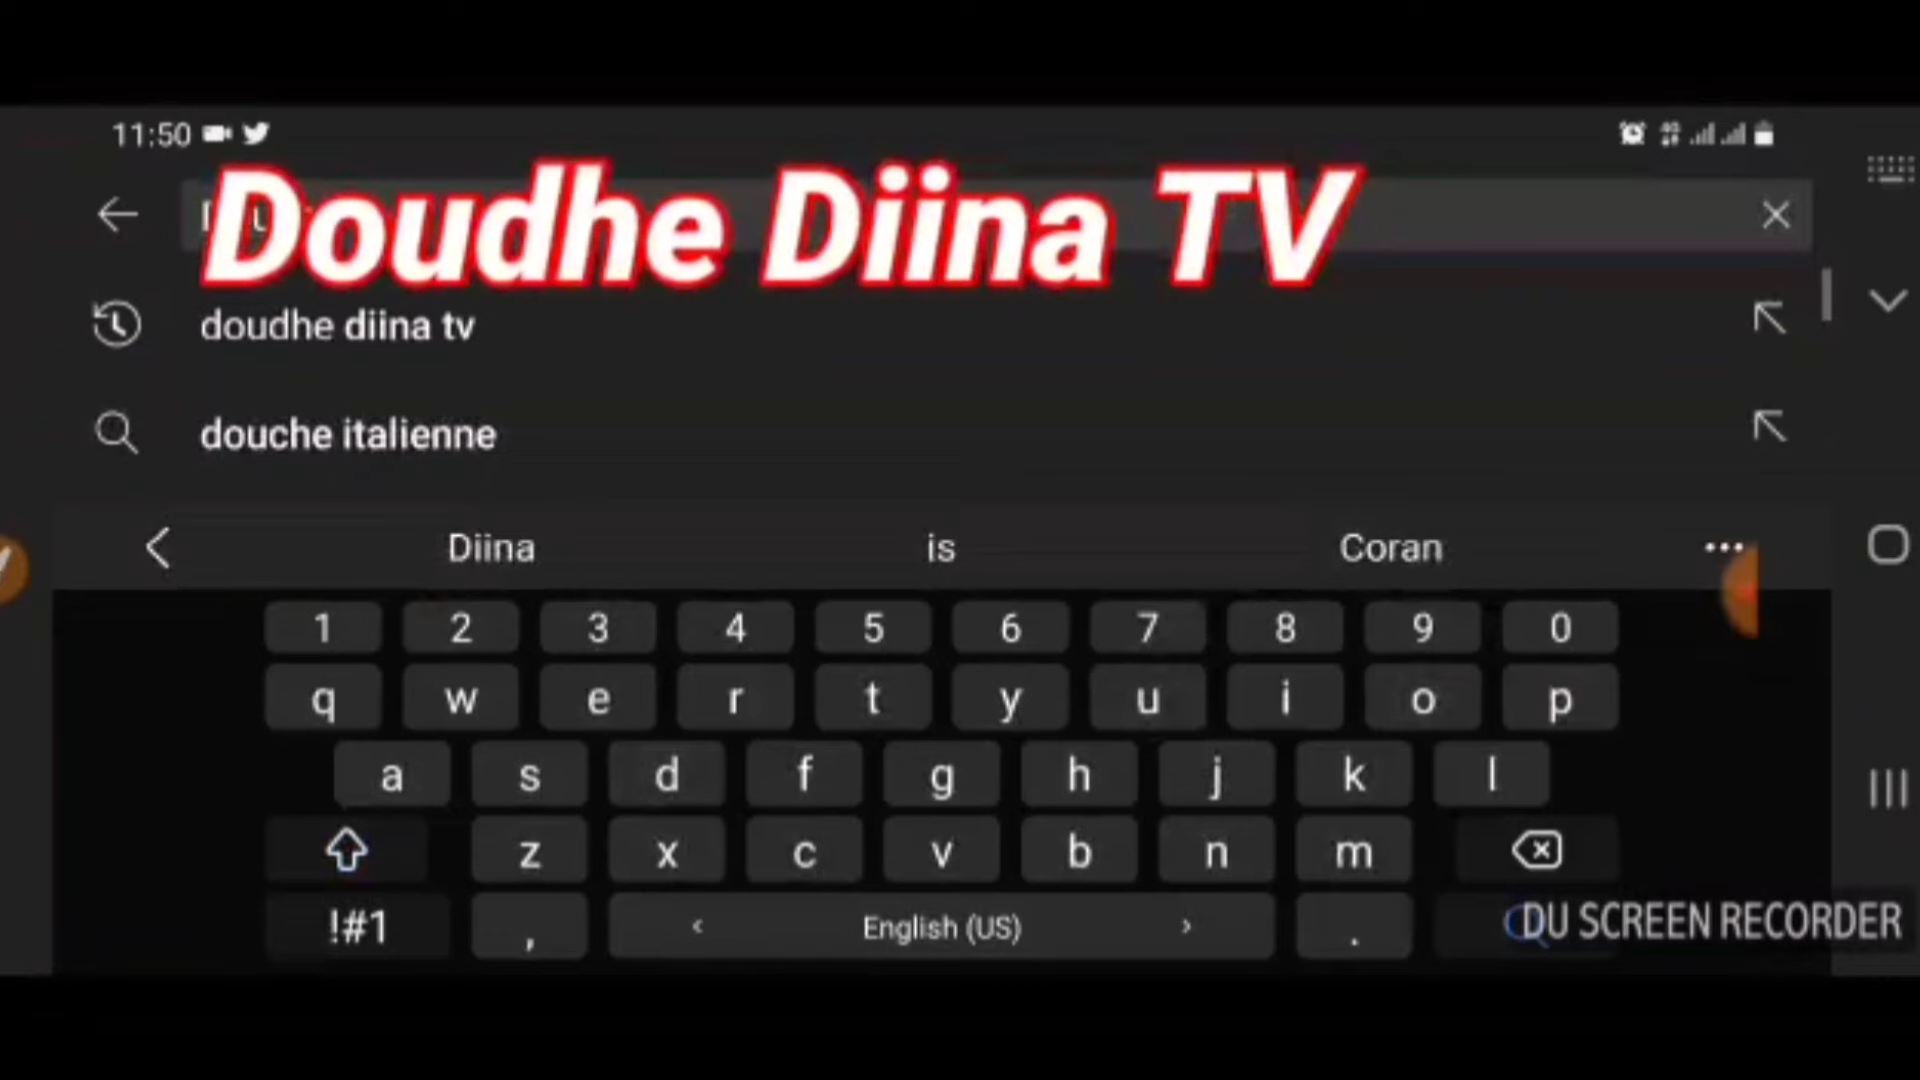 11:50
Doudhe Diina TV
doudhe diina tv
douche italienne
Diina is Coran
1 2 3 4 5 6 7 8 9 0
q w e r t y u i o p
a s d f g h j k l
z x c v b n m
!#1 , < English (US) > .
DU SCREEN RECORDER